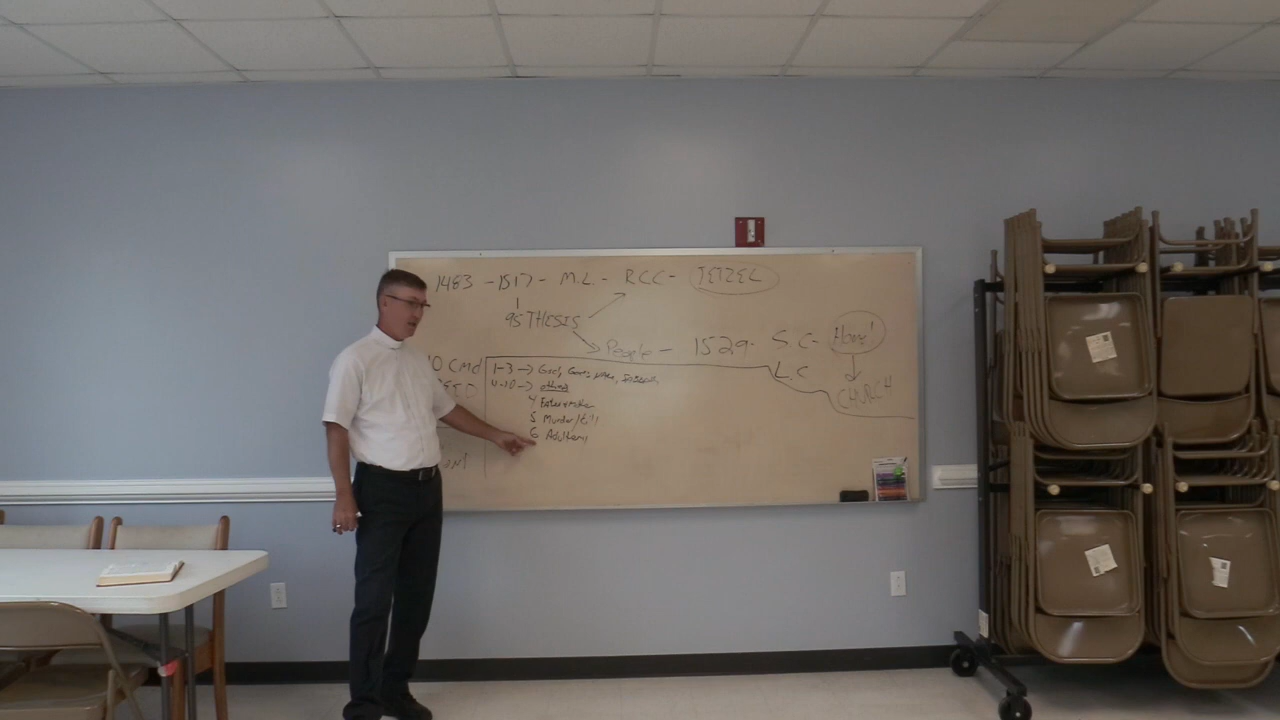 1483 - 1517 - M.L. - RCC - TETZEL
95 THESIS
People - 1529 - S.C. - Home!
L.C
CHURCH
10 CMD
1-3 -> God, God's name,
4-10 -> others
4 Father + mother
5 Murder/kill
6 Adultery